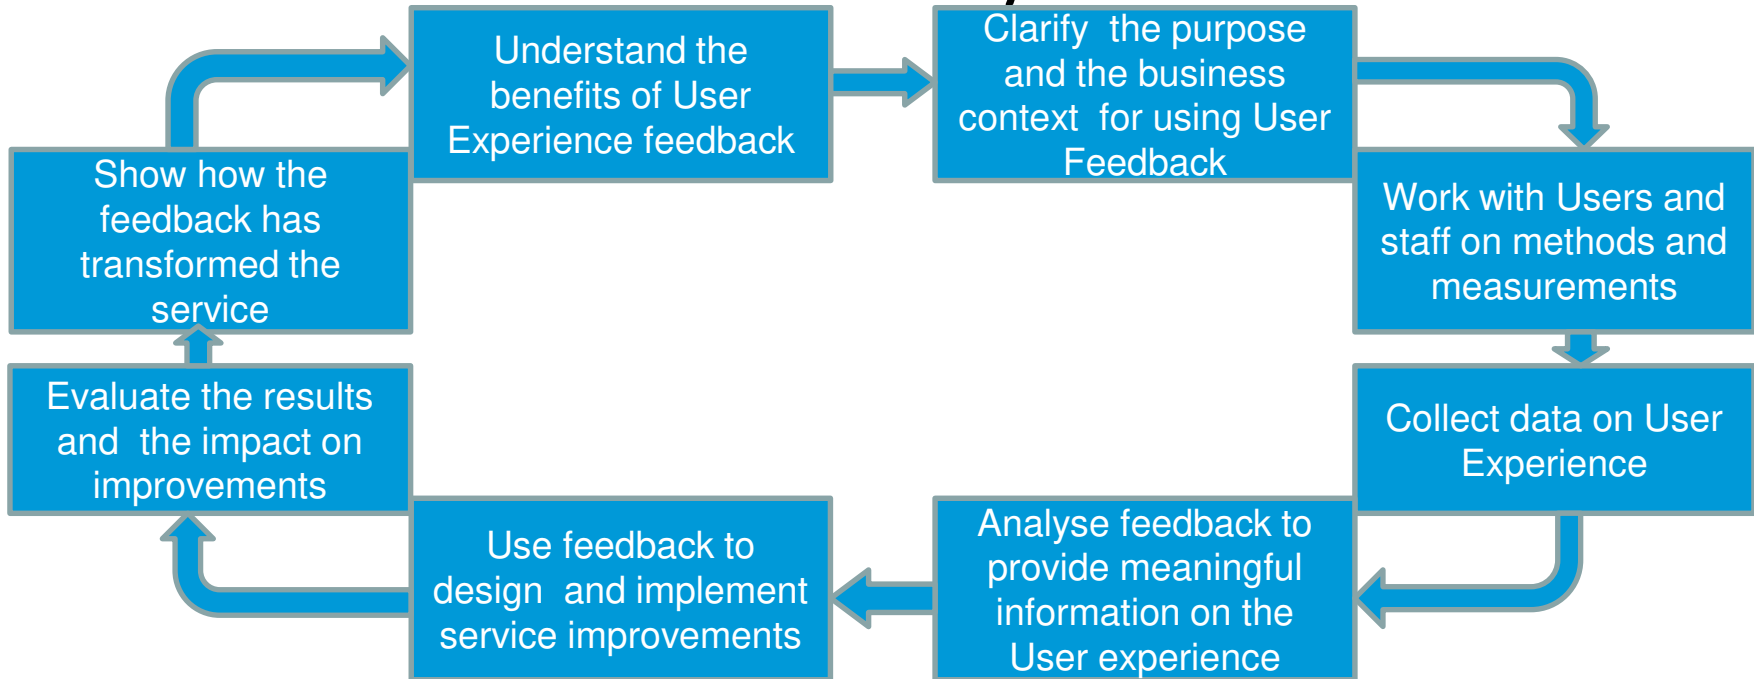 Understand the
benefits of User
Experience feedback
Clarify  the purpose
and the business
context  for using User
Feedback
Work with Users and
staff on methods and
measurements
Collect data on User
Experience
Analyse feedback to
provide meaningful
information on the
User experience
Use feedback to
design  and implement
service improvements
Evaluate the results
and  the impact on
improvements
Show how the
feedback has
transformed the
service